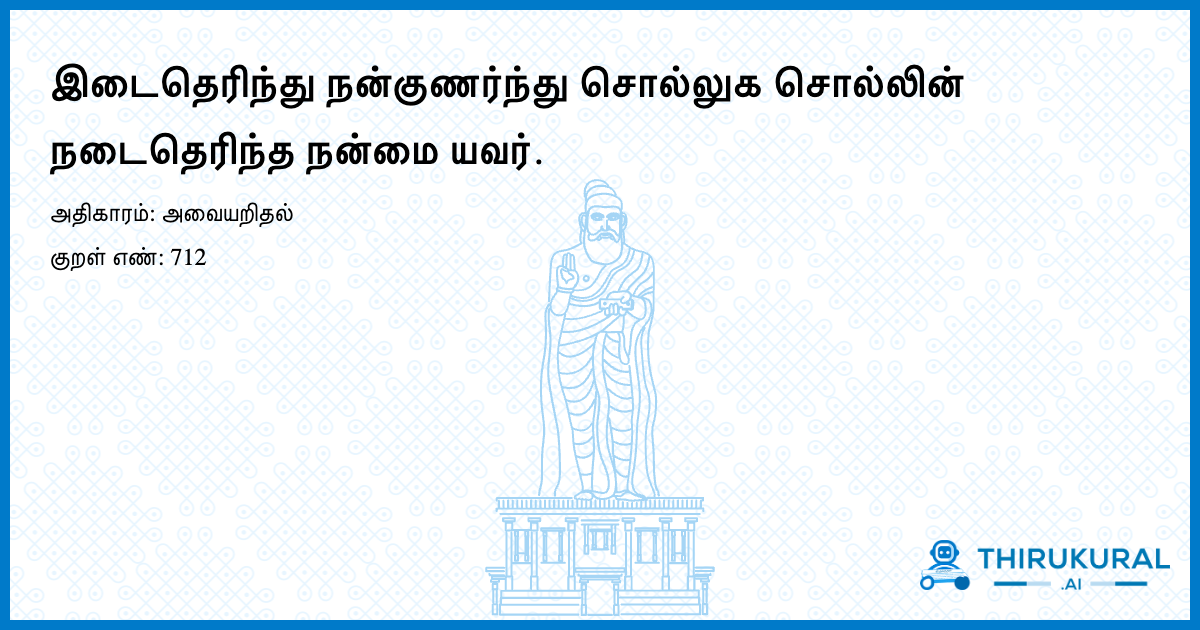 இடைதெரிந்து நன்குணர்ந்து சொல்லுக சொல்லின்
நடைதெரிந்த நன்மை யவர்.
அதிகாரம்: அவையறிதல்
குறள் எண்: 712
THIRUKURAL
.AI